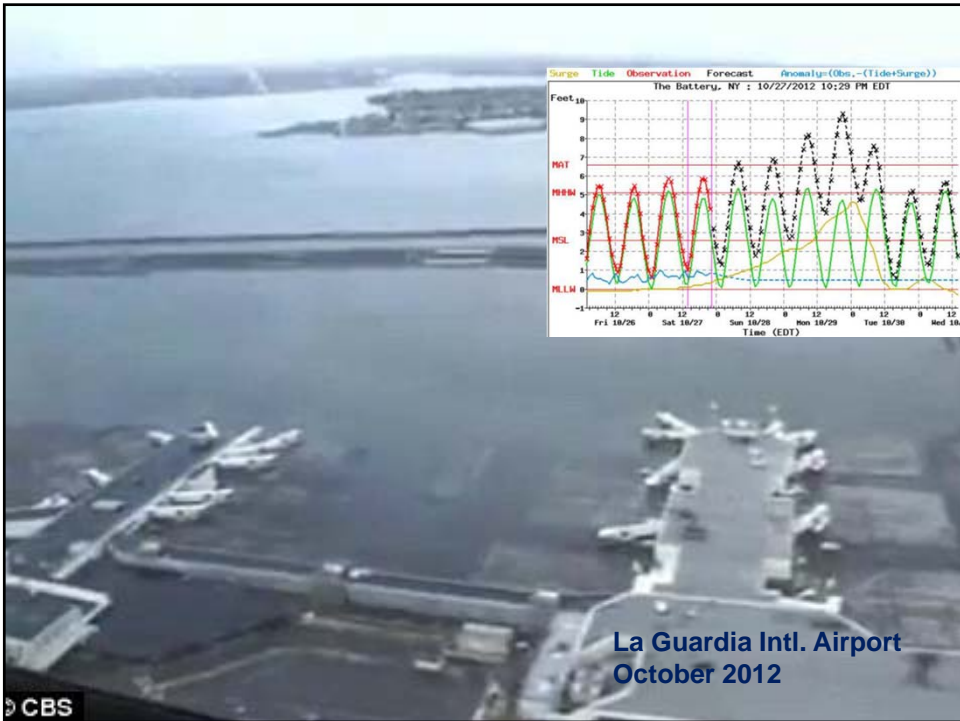 Surge Tide Observation Forecast Anomaly=(Obs.-(Tide+Surge))
The Battery, NY : 10/27/2012 10:29 PM EDT
Feet
10
9
8
7
MAT
6
MHHW 5
4
3
MSL
2
1
MLLW 0
-1
12 0 12 0 12 0 12 0 12 0 12
Fri 10/26 Sat 10/27 Sun 10/28 Mon 10/29 Tue 10/30 Wed 10/
Time (EDT)
La Guardia Intl. Airport
October 2012
CBS